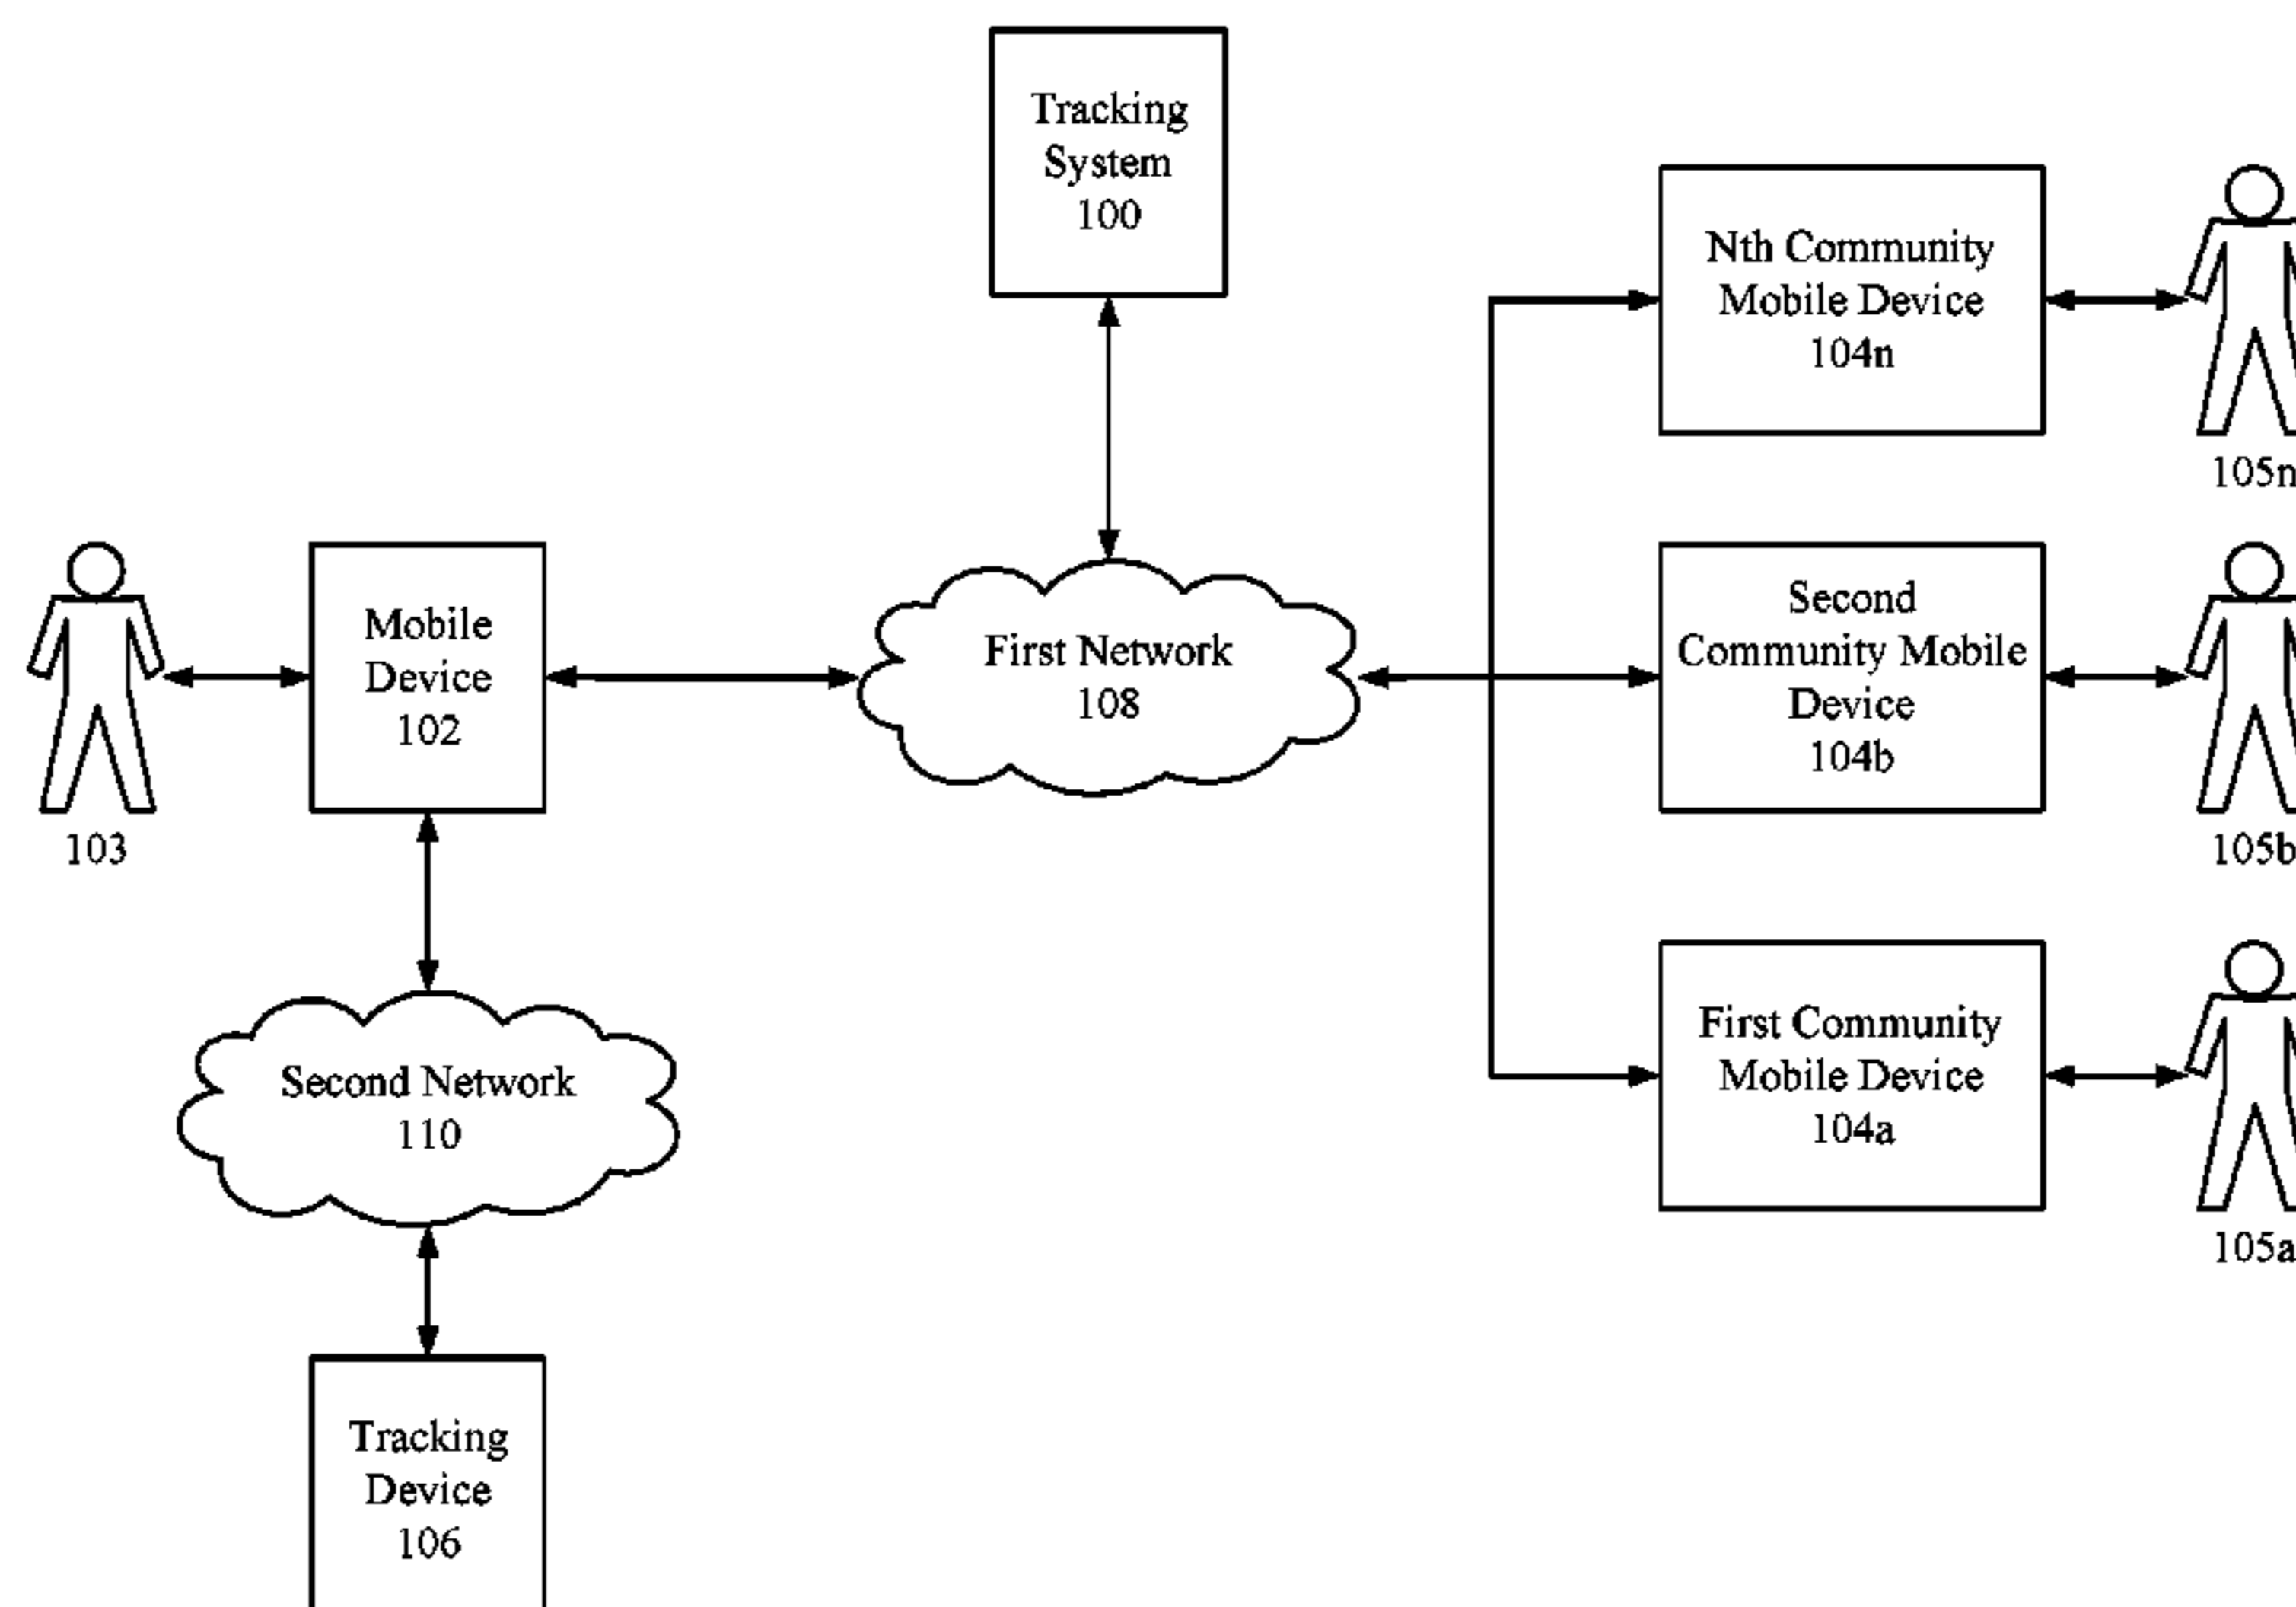 Tracking
System
100
Nth Community
Mobile Device
104n
105n
Mobile
Device
102
103
First Network
108
Second
Community Mobile
Device
104b
105b
Second Network
110
First Community
Mobile Device
104a
105a
Tracking
Device
106